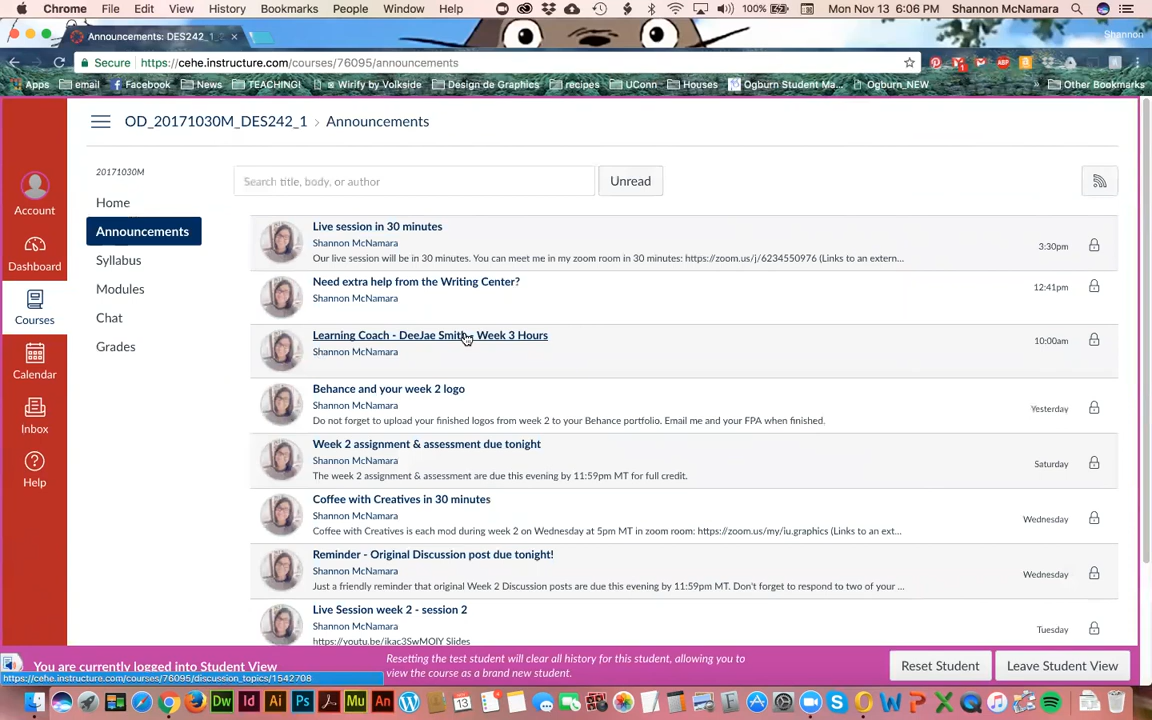 Chrome File Edit View History Bookmarks People Window Help 100% Mon Nov 13 6:06 PM Shannon McNamara
Announcements: DES242_1_2 × Shannon
Secure https://cehe.instructure.com/courses/76095/announcements
Apps email Facebook News TEACHING! Wirify by Volkside Design de Graphics recipes UConn Houses Ogburn Student Ma... Ogburn_NEW » Other Bookmarks
OD_20171030M_DES242_1 › Announcements
20171030M
Search title, body, or author
Unread
Account
Dashboard
Courses
Calendar
Inbox
Help
Home
Announcements
Syllabus
Modules
Chat
Grades
Live session in 30 minutes
Shannon McNamara
Our live session will be in 30 minutes. You can meet me in my zoom room in 30 minutes: https://zoom.us/j/6234550976 (Links to an extern...
3:30pm
Need extra help from the Writing Center?
Shannon McNamara
12:41pm
Learning Coach - DeeJae Smith Week 3 Hours
Shannon McNamara
10:00am
Behance and your week 2 logo
Shannon McNamara
Do not forget to upload your finished logos from week 2 to your Behance portfolio. Email me and your FPA when finished.
Yesterday
Week 2 assignment & assessment due tonight
Shannon McNamara
The week 2 assignment & assessment are due this evening by 11:59pm MT for full credit.
Saturday
Coffee with Creatives in 30 minutes
Shannon McNamara
Coffee with Creatives is each mod during week 2 on Wednesday at 5pm MT in zoom room: https://zoom.us/my/iu.graphics (Links to an ext...
Wednesday
Reminder - Original Discussion post due tonight!
Shannon McNamara
Just a friendly reminder that original Week 2 Discussion posts are due this evening by 11:59pm MT. Don't forget to respond to two of your ...
Wednesday
Live Session week 2 - session 2
Shannon McNamara
https://youtu.be/ikac3SwMOlY Slides
Tuesday
You are currently logged into Student View
Resetting the test student will clear all history for this student, allowing you to
view the course as a brand new student.
Reset Student
Leave Student View
https://cehe.instructure.com/courses/76095/discussion_topics/1542708
Dw Id Ai Ps Mu An 13